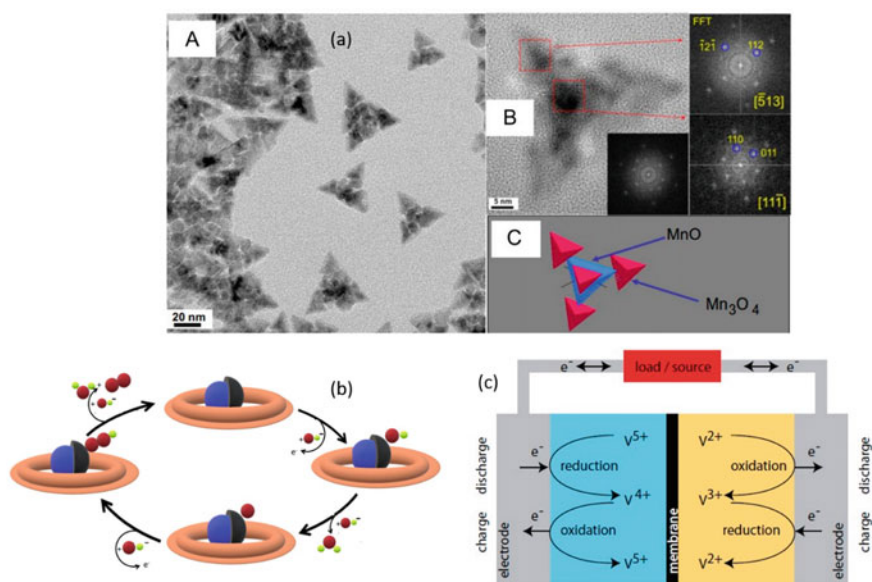 A
(a)
20 nm
B
5 nm
FFT
1̄21̄
112
[5̄13]
110
011
[111̄]
C
MnO
Mn3O4
(b)
+
-
e-
+
-
e-
+
-
+
-
(c)
e-
load / source
e-
discharge
charge
electrode
e-
e-
reduction
oxidation
V5+
V4+
V5+
membrane
V2+
V3+
V2+
oxidation
reduction
e-
e-
electrode
discharge
charge